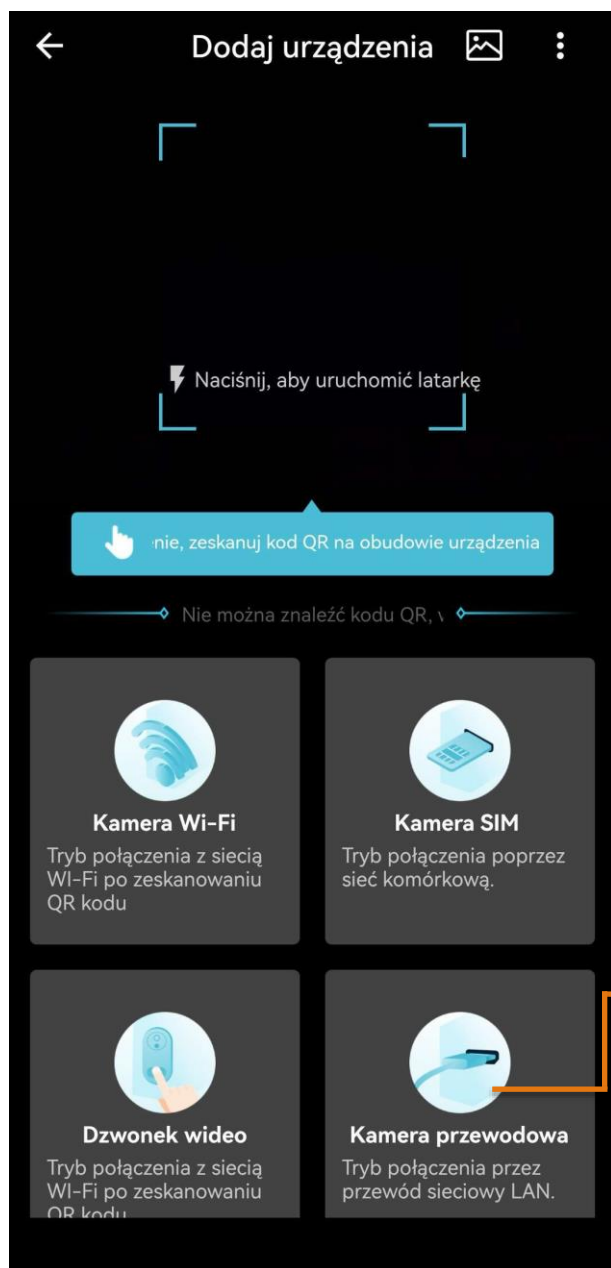 Dodaj urządzenia
Naciśnij, aby uruchomić latarkę
zeskanuj kod QR na obudowie urządzenia
Nie można znaleźć kodu QR,
Kamera Wi-Fi
Tryb połączenia z siecią
WI-Fi po zeskanowaniu
QR kodu
Kamera SIM
Tryb połączenia poprzez
sieć komórkową.
Dzwonek wideo
Tryb połączenia z siecią
WI-Fi po zeskanowaniu
QR kodu
Kamera przewodowa
Tryb połączenia przez
przewód sieciowy LAN.